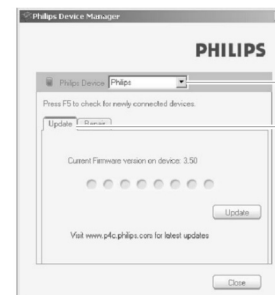 Philips Device Manager
PHILIPS
Philips Device Philips
Press F5 to check for newly connected devices.
Update Repair
Current Firmware version on device: 3.50
Update
Visit www.p4c.philips.com for latest updates
Close